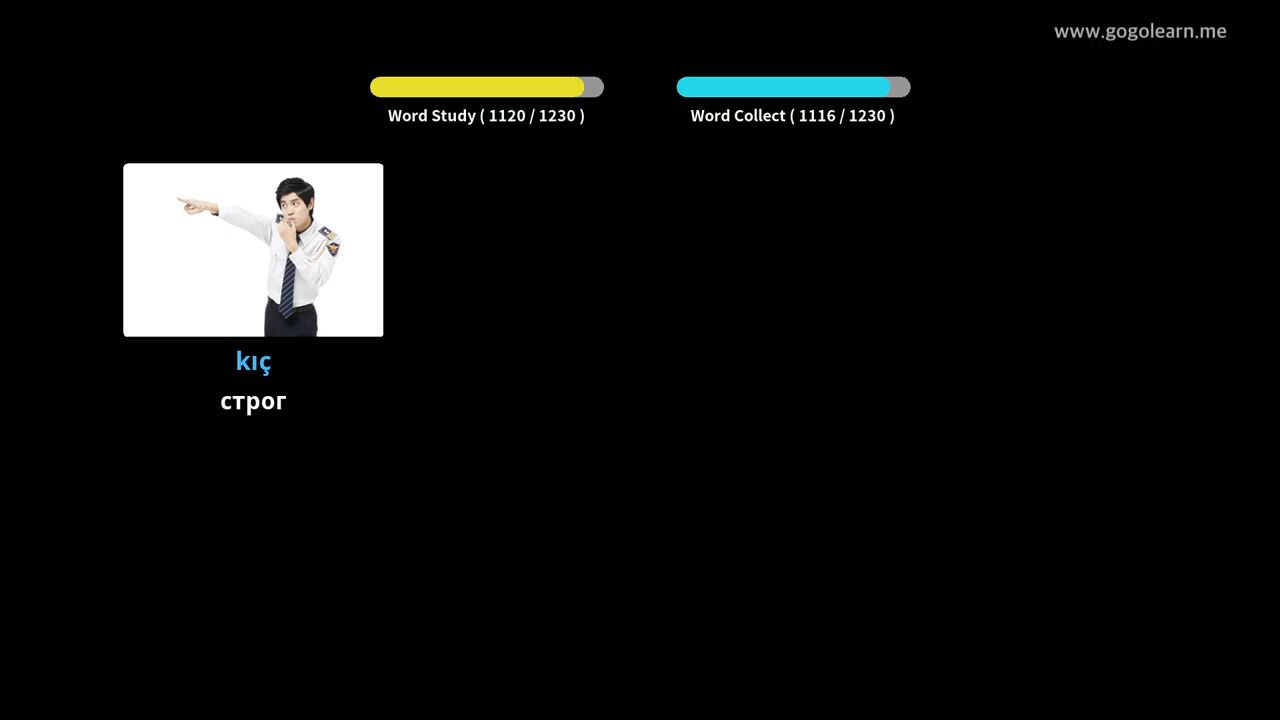 www.gogolearn.me
Word Study ( 1120 / 1230 )
Word Collect ( 1116 / 1230 )
kıç
строг